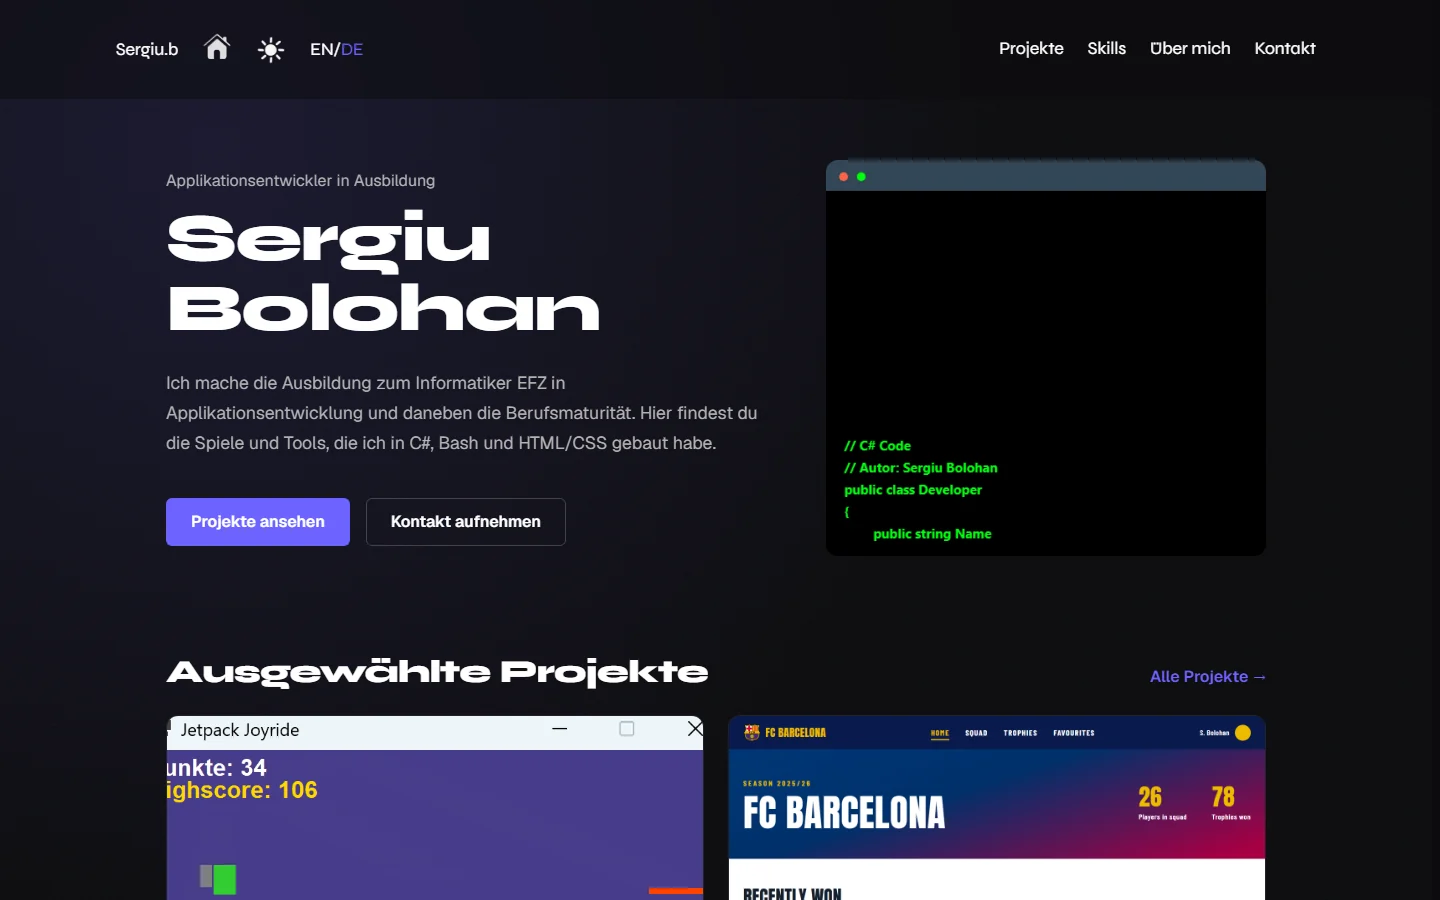 Sergiu.b
EN/DE
Projekte
Skills
Über mich
Kontakt
Applikationsentwickler in Ausbildung
Sergiu
Bolohan
Ich mache die Ausbildung zum Informatiker EFZ in
Applikationsentwicklung und daneben die Berufsmaturität. Hier findest du
die Spiele und Tools, die ich in C#, Bash und HTML/CSS gebaut habe.
Projekte ansehen
Kontakt aufnehmen
// C# Code
// Autor: Sergiu Bolohan
public class Developer
{
public string Name
Ausgewählte Projekte
Alle Projekte →
Jetpack Joyride
unkte: 34
ighscore: 106
FC BARCELONA
HOME
SQUAD
TROPHIES
FAVOURITES
S. Bolohan
SEASON 2025/26
FC BARCELONA
26
Players in squad
78
Trophies won
RECENTLY WON